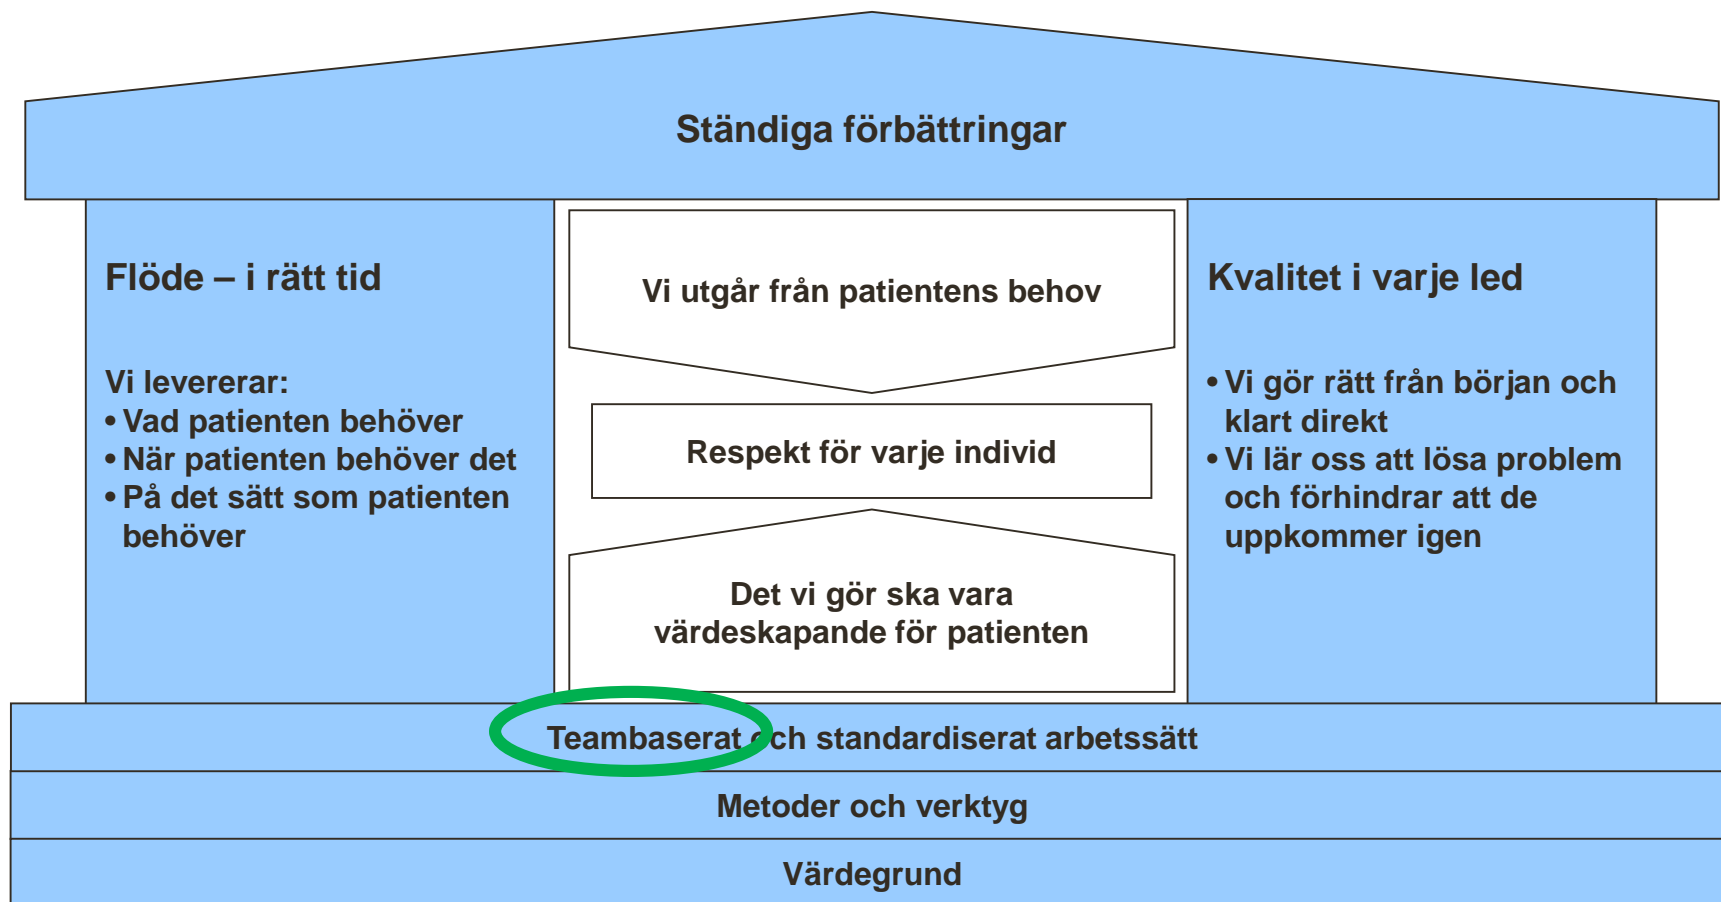 Ständiga förbättringar
Flöde – i rätt tid
Vi levererar:
• Vad patienten behöver
• När patienten behöver det
• På det sätt som patienten
behöver
Vi utgår från patientens behov
Respekt för varje individ
Det vi gör ska vara
värdeskapande för patienten
Kvalitet i varje led
• Vi gör rätt från början och
klart direkt
• Vi lär oss att lösa problem
och förhindrar att de
uppkommer igen
Teambaserat och standardiserat arbetssätt
Metoder och verktyg
Värdegrund